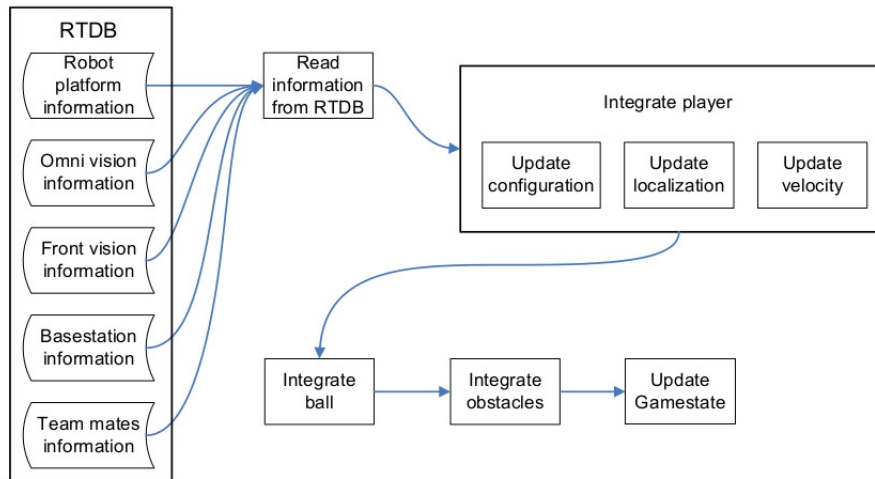 RTDB
Robot
platform
information
Omni vision
information
Front vision
information
Basestation
information
Team mates
information
Read
information
from RTDB
Integrate player
Update
configuration
Update
localization
Update
velocity
Integrate
ball
Integrate
obstacles
Update
Gamestate